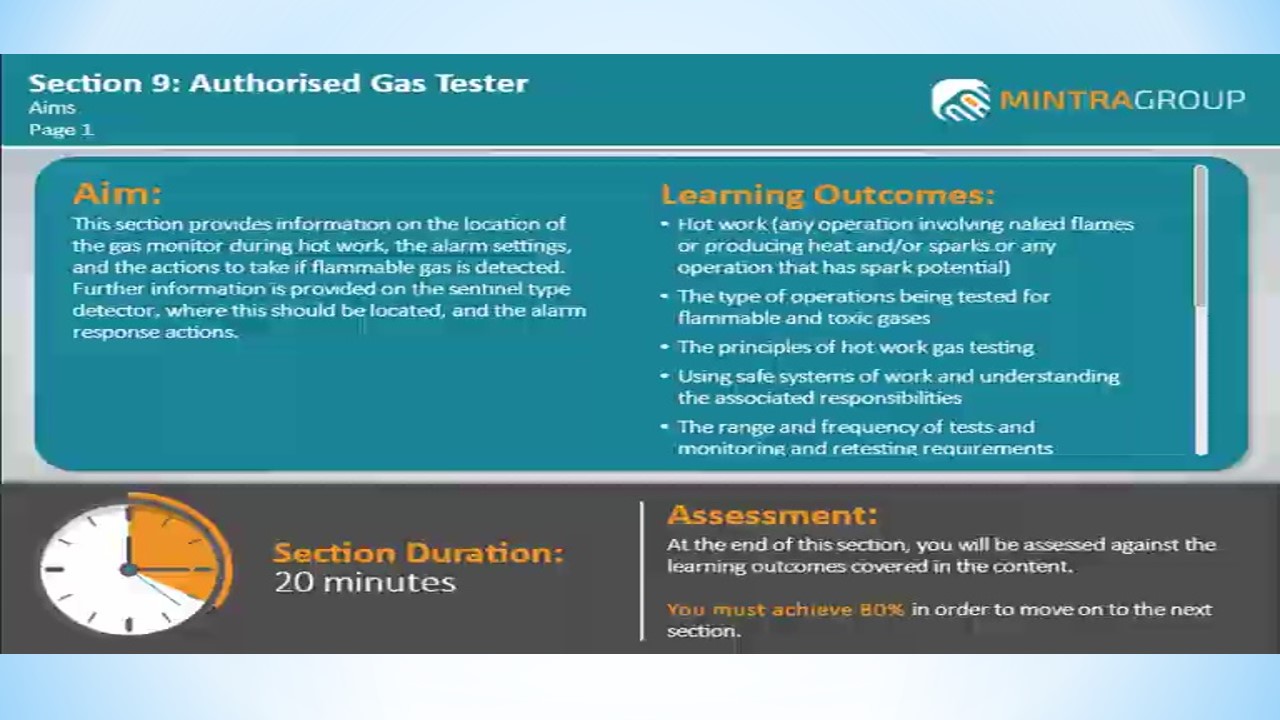 Section 9: Authorised Gas Tester
Aims
Page 1
MINTRAGROUP
Aim:
This section provides information on the location of
the gas monitor during hot work, the alarm settings,
and the actions to take if flammable gas is detected.
Further information is provided on the sentinel type
detector, where this should be located, and the alarm
response actions.
Learning Outcomes:
• Hot work (any operation involving naked flames
or producing heat and/or sparks or any
operation that has spark potential)
• The type of operations being tested for
flammable and toxic gases
• The principles of hot work gas testing
• Using safe systems of work and understanding
the associated responsibilities
• The range and frequency of tests and
monitoring and retesting requirements
Section Duration:
20 minutes
Assessment:
At the end of this section, you will be assessed against the
learning outcomes covered in the content.
You must achieve 80% in order to move on to the next
section.